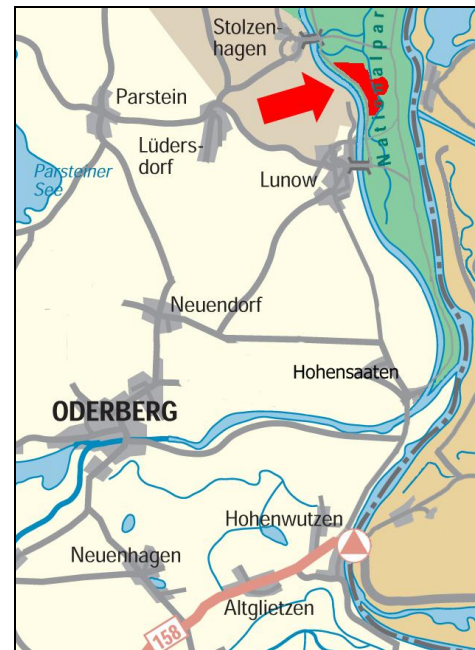 Stolzen-
hagen
Nationalpar
Parstein
Lüders-
dorf
Parsteiner
See
Lunow
Neuendorf
Hohensaaten
ODERBERG
Hohenwutzen
Neuenhagen
Altglietzen
158